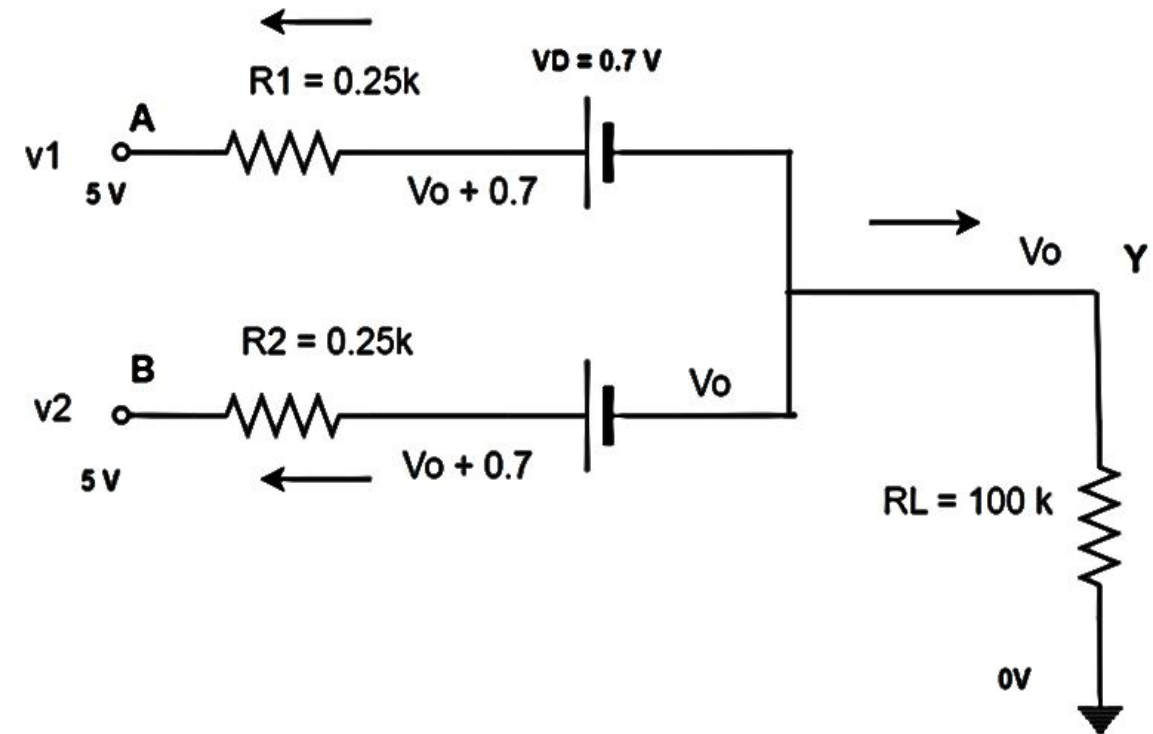 VD = 0.7 V
R1 = 0.25k
A
v1
5 V
Vo + 0.7
Vo
Y
R2 = 0.25k
B
Vo
v2
Vo + 0.7
5 V
RL = 100 k
0V